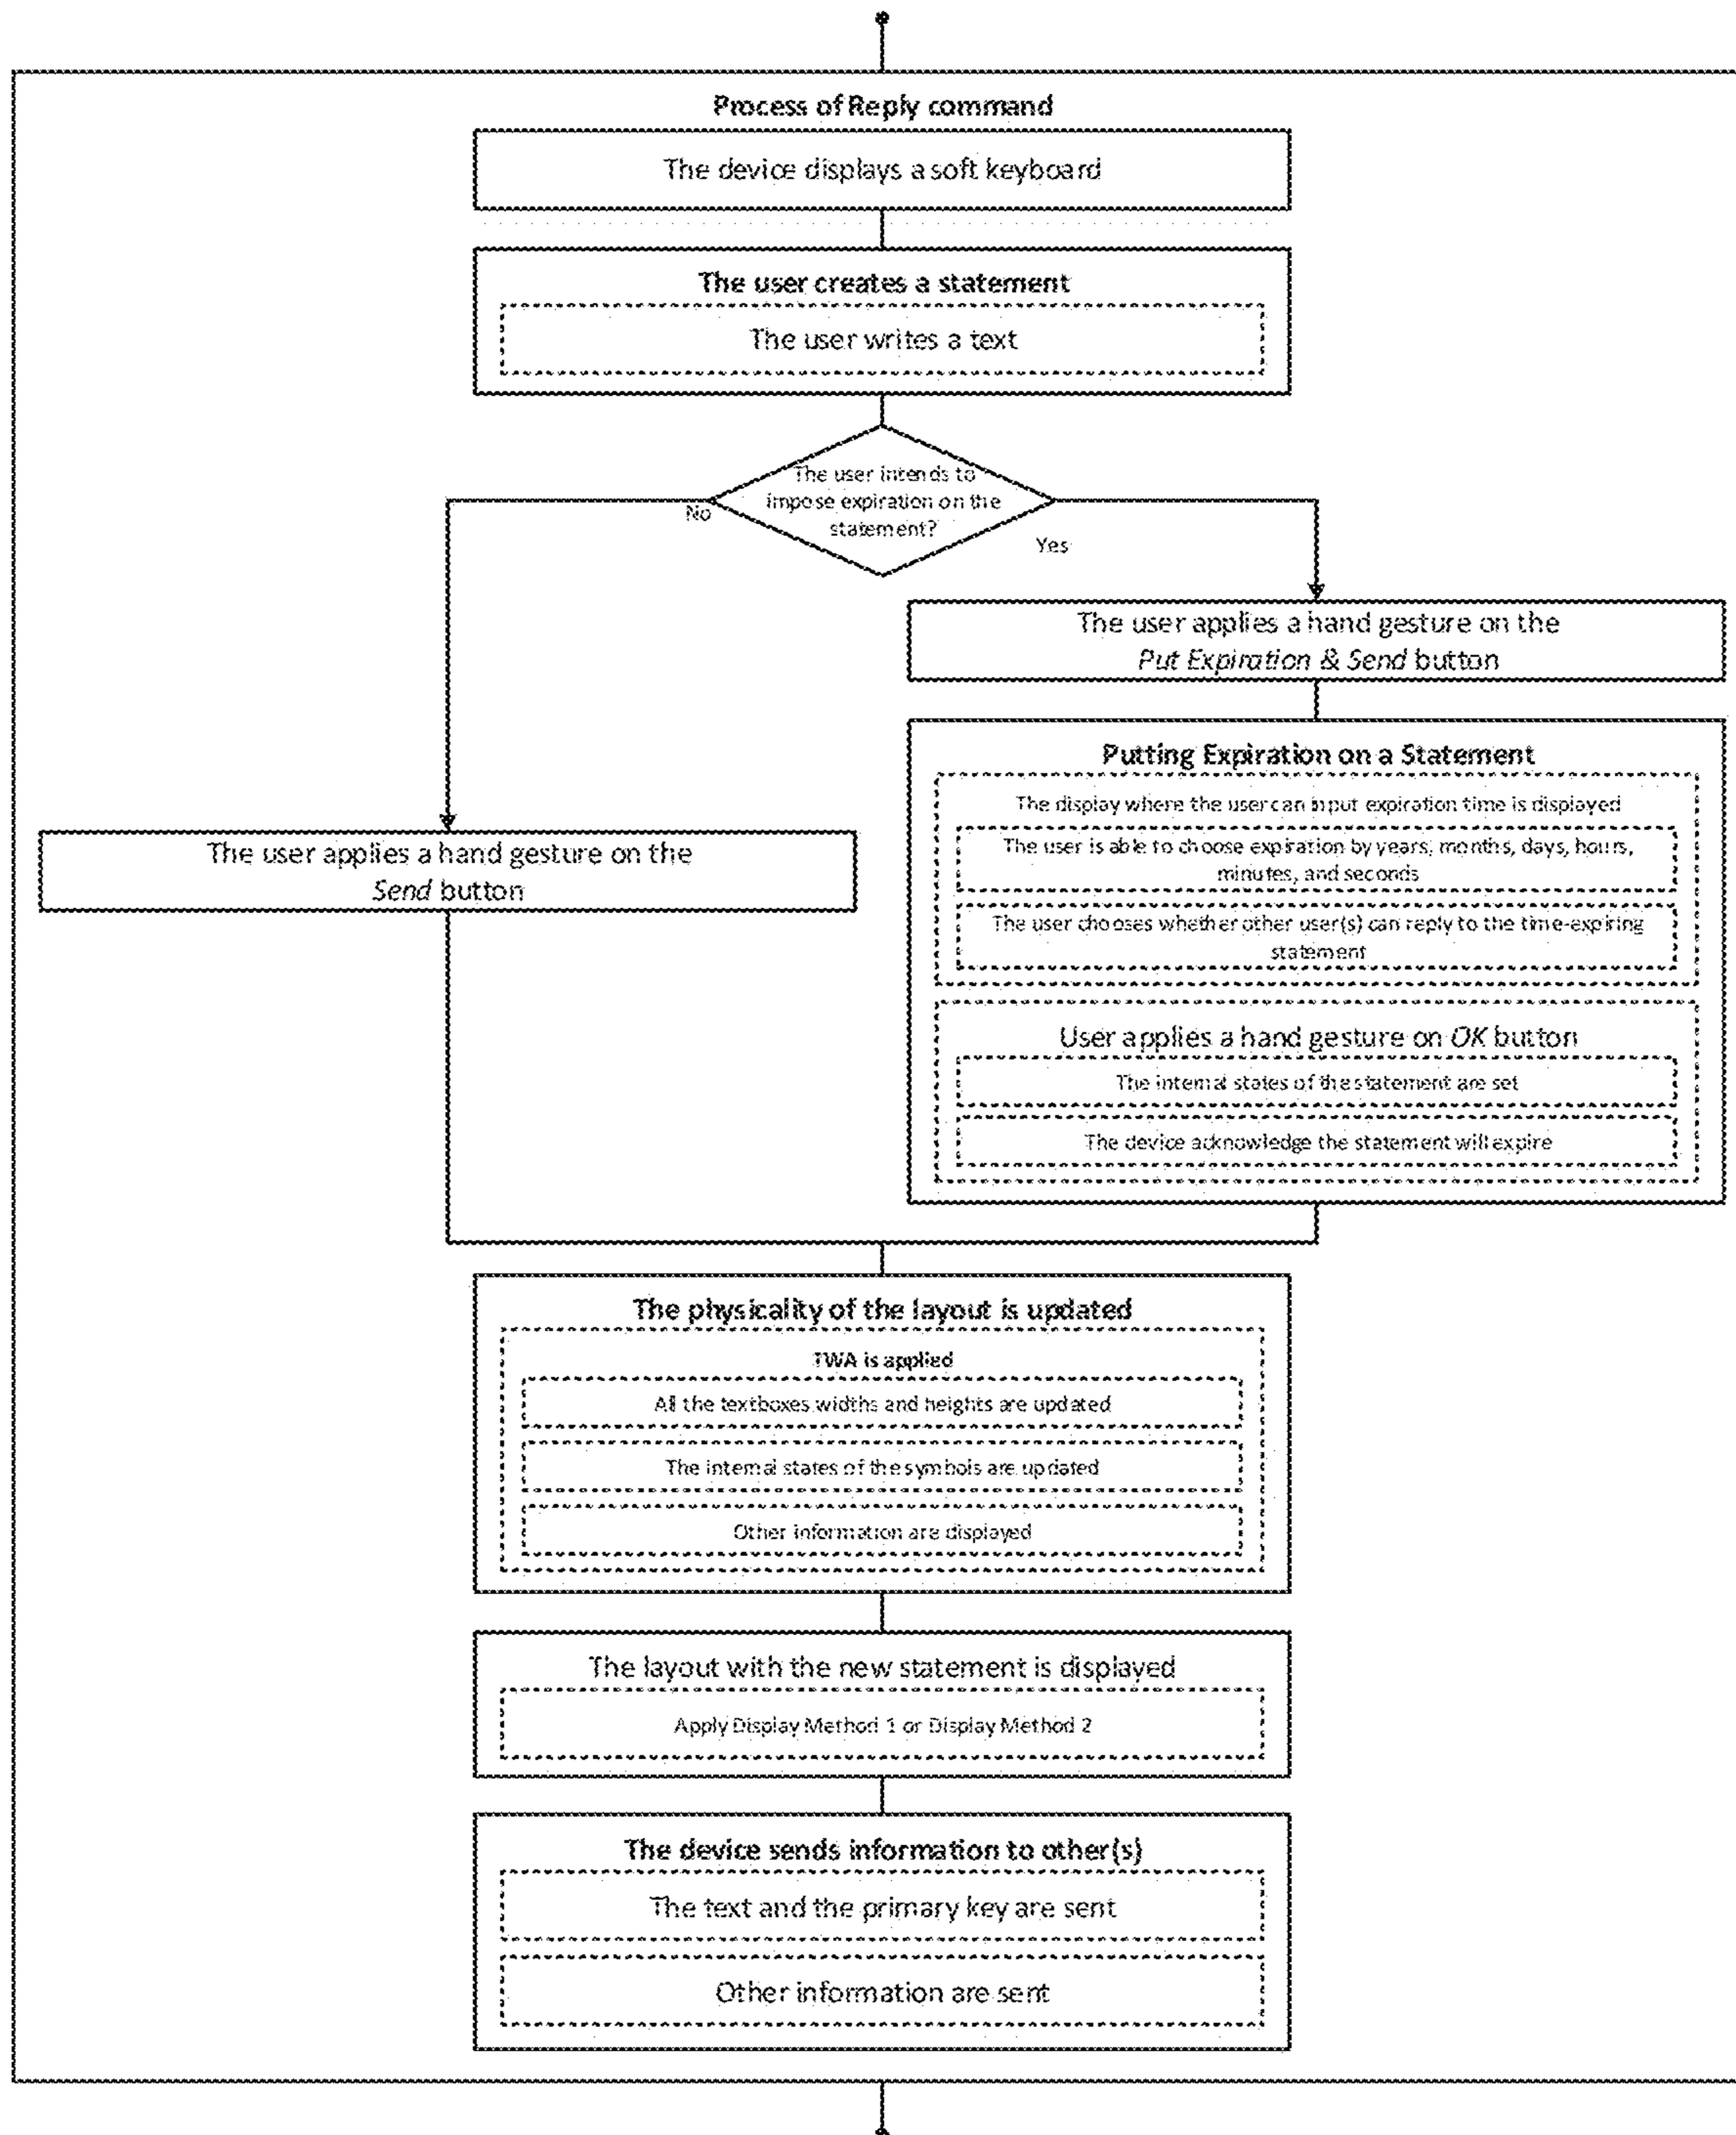 Process of Reply command
The device displays a soft keyboard
The user creates a statement
The user writes a text
The user intends to
impose expiration on the
statement?
No
Yes
The user applies a hand gesture on the
Put Expiration & Send button
Putting Expiration on a Statement
The display where the user can input expiration time is displayed
The user is able to choose expiration by years, months, days, hours,
minutes, and seconds
The user chooses whether other user(s) can reply to the time-expiring
statement
The user applies a hand gesture on the
Send button
User applies a hand gesture on OK button
The internal states of the statement are set
The device acknowledge the statement will expire
The physicality of the layout is updated
TWA is applied
All the textboxes widths and heights are updated
The internal states of the symbols are updated
Other information are displayed
The layout with the new statement is displayed
Apply Display Method 1 or Display Method 2
The device sends information to other(s)
The text and the primary key are sent
Other information are sent